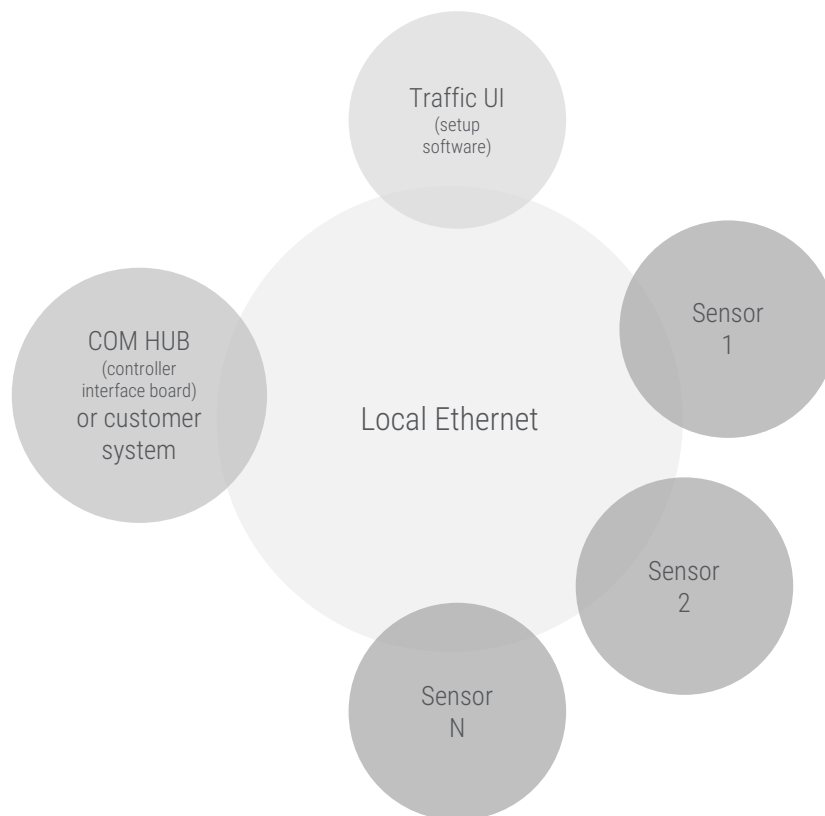 Traffic UI
(setup
software)
Sensor
1
COM HUB
(controller
interface board)
or customer
system
Local Ethernet
Sensor
2
Sensor
N